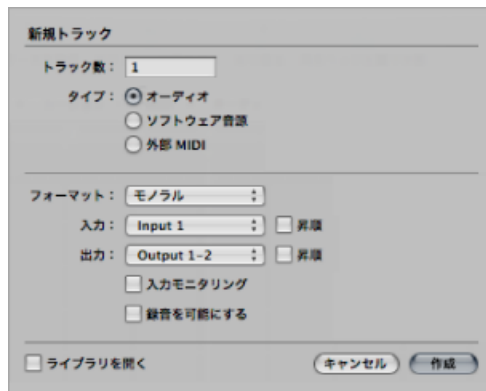 新規トラック
トラック数： 1
タイプ： オーディオ
ソフトウェア音源
外部 MIDI
フォーマット： モノラル
入力： Input 1 昇順
出力： Output 1-2 昇順
入力モニタリング
録音を可能にする
ライブラリを開く キャンセル 作成